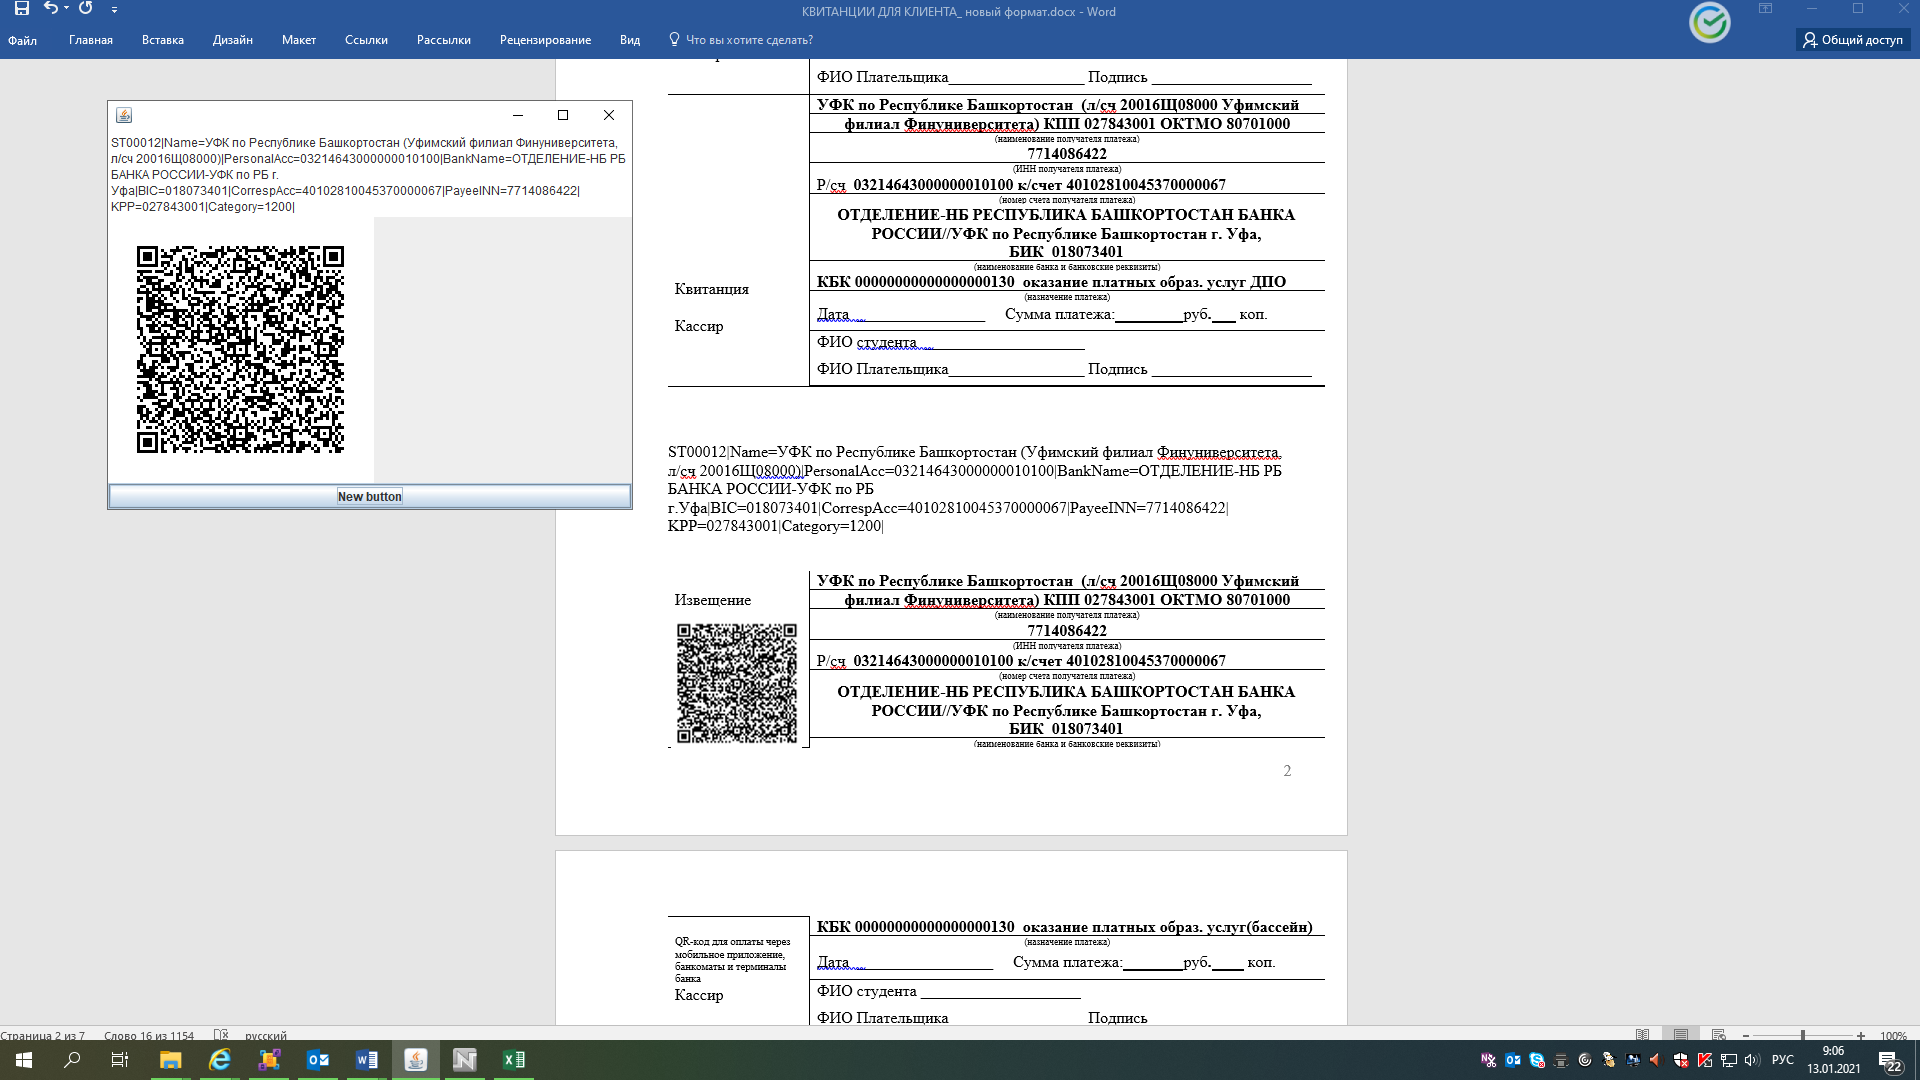 КВИТАНЦИИ ДЛЯ КЛИЕНТА_ новый формат.docx - Word
Файл Главная Вставка Дизайн Макет Ссылки Рассылки Рецензирование Вид Что вы хотите сделать? Общий доступ
ST00012|Name=УФК по Республике Башкортостан (Уфимский филиал Финуниверситета,
л/сч 20016Щ08000)|PersonalAcc=03214643000000010100|BankName=ОТДЕЛЕНИЕ-НБ РБ
БАНКА РОССИИ-УФК по РБ г.
Уфа|BIC=018073401|CorrespAcc=40102810045370000067|PayeeINN=7714086422|
KPP=027843001|Category=1200|
New button
ФИО Плательщика_________________ Подпись ____________________
УФК по Республике Башкортостан (л/сч 20016Щ08000 Уфимский
филиал Финуниверситета) КПП 027843001 ОКТМО 80701000
(наименование получателя платежа)
7714086422
(ИНН получателя платежа)
Р/сч 03214643000000010100 к/счет 40102810045370000067
(номер счета получателя платежа)
ОТДЕЛЕНИЕ-НБ РЕСПУБЛИКА БАШКОРТОСТАН БАНКА
РОССИИ//УФК по Республике Башкортостан г. Уфа,
БИК 018073401
(наименование банка и банковские реквизиты)
Квитанция
КБК 00000000000000000130 оказание платных образ. услуг ДПО
(назначение платежа)
Кассир
Дата_________________ Сумма платежа:_________руб.___ коп.
ФИО студента_____________________
ФИО Плательщика_________________ Подпись ____________________
ST00012|Name=УФК по Республике Башкортостан (Уфимский филиал Финуниверситета,
л/сч 20016Щ08000)|PersonalAcc=03214643000000010100|BankName=ОТДЕЛЕНИЕ-НБ РБ
БАНКА РОССИИ-УФК по РБ
г.Уфа|BIC=018073401|CorrespAcc=40102810045370000067|PayeeINN=7714086422|
KPP=027843001|Category=1200|
Извещение
УФК по Республике Башкортостан (л/сч 20016Щ08000 Уфимский
филиал Финуниверситета) КПП 027843001 ОКТМО 80701000
(наименование получателя платежа)
7714086422
(ИНН получателя платежа)
Р/сч 03214643000000010100 к/счет 40102810045370000067
(номер счета получателя платежа)
ОТДЕЛЕНИЕ-НБ РЕСПУБЛИКА БАШКОРТОСТАН БАНКА
РОССИИ//УФК по Республике Башкортостан г. Уфа,
БИК 018073401
(наименование банка и банковские реквизиты)
2
QR-код для оплаты через
мобильное приложение,
банкоматы и терминалы
банка
Кассир
КБК 00000000000000000130 оказание платных образ. услуг(бассейн)
(назначение платежа)
Дата__________________ Сумма платежа:________руб.____ коп.
ФИО студента ____________________
ФИО Плательщика Подпись
Страница 2 из 7 Слово 16 из 1154 русский 100%
РУС 9:06
13.01.2021
22